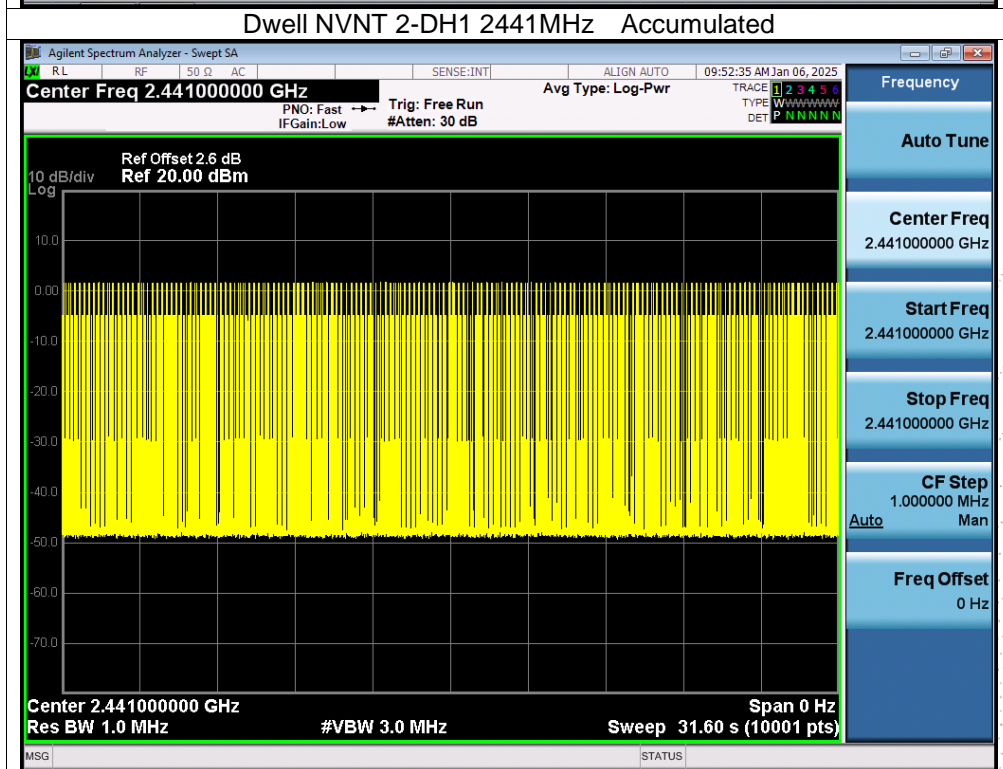 Dwell NVNT 2-DH1 2441MHz Accumulated
Agilent Spectrum Analyzer - Swept SA
LXI RL RF 50 Ω AC SENSE:INT ALIGN AUTO 09:52:35 AM Jan 06, 2025
Center Freq 2.441000000 GHz
PNO: Fast
IFGain:Low
Trig: Free Run
#Atten: 30 dB
Avg Type: Log-Pwr
TRACE 1 2 3 4 5 6
TYPE WWWWWW
DET P N N N N N
Frequency
Auto Tune
Center Freq
2.441000000 GHz
Start Freq
2.441000000 GHz
Stop Freq
2.441000000 GHz
CF Step
1.000000 MHz
Auto Man
Freq Offset
0 Hz
Ref Offset 2.6 dB
10 dB/div Ref 20.00 dBm
Log
10.0
0.00
-10.0
-20.0
-30.0
-40.0
-50.0
-60.0
-70.0
Center 2.441000000 GHz Span 0 Hz
Res BW 1.0 MHz #VBW 3.0 MHz Sweep 31.60 s (10001 pts)
MSG STATUS